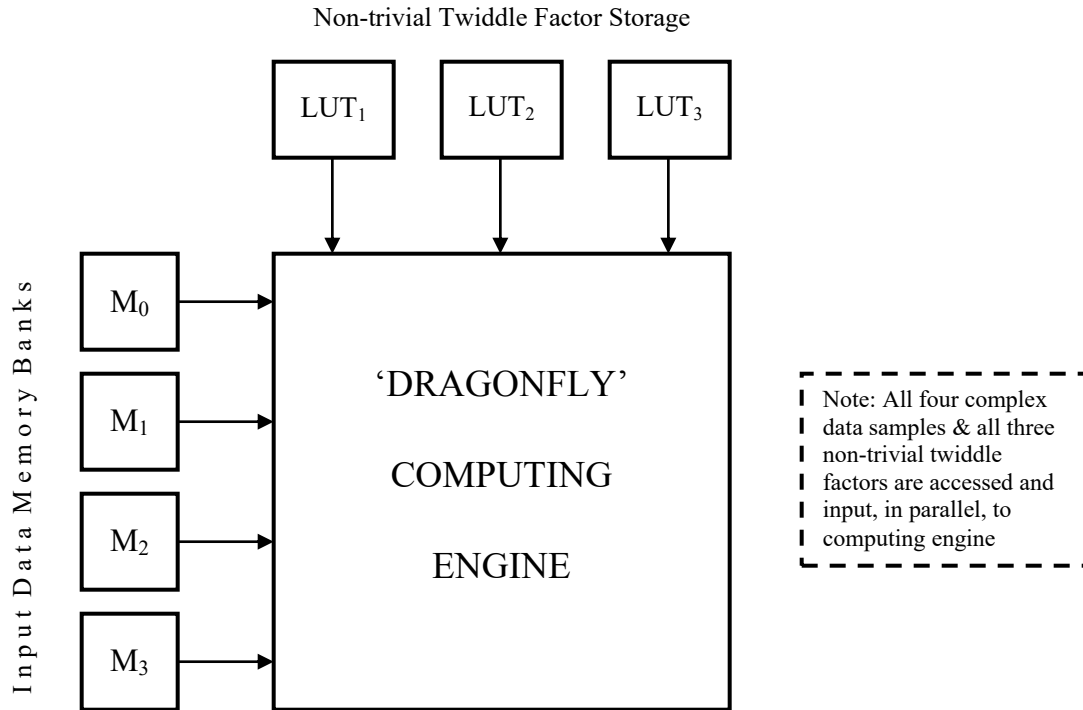 Non-trivial Twiddle Factor Storage
LUT₁ LUT₂ LUT₃
Input Data Memory Banks
M₀
M₁
M₂
M₃
‘DRAGONFLY’
COMPUTING
ENGINE
Note: All four complex
data samples & all three
non-trivial twiddle
factors are accessed and
input, in parallel, to
computing engine